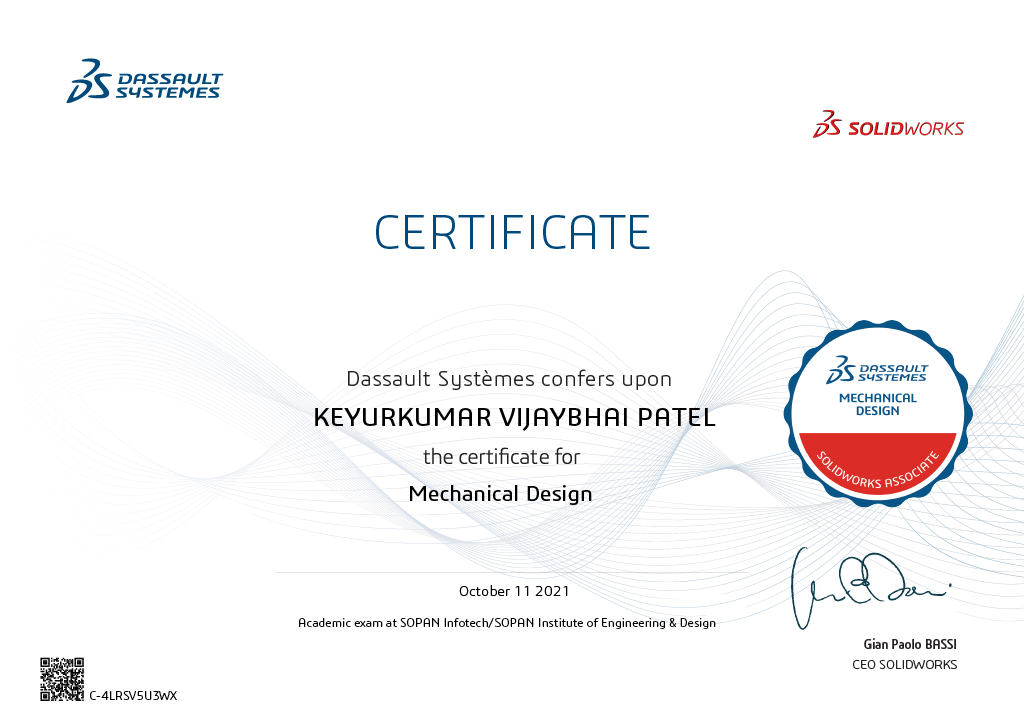 DASSAULT
SYSTEMES
SOLIDWORKS
CERTIFICATE
Dassault Systèmes confers upon
KEYURKUMAR VIJAYBHAI PATEL
the certificate for
Mechanical Design
DASSAULT
SYSTEMES
MECHANICAL
DESIGN
SOLIDWORKS ASSOCIATE
October 11 2021
Academic exam at SOPAN Infotech/SOPAN Institute of Engineering & Design
Gian Paolo BASSI
CEO SOLIDWORKS
C-4LRSV5U3WX